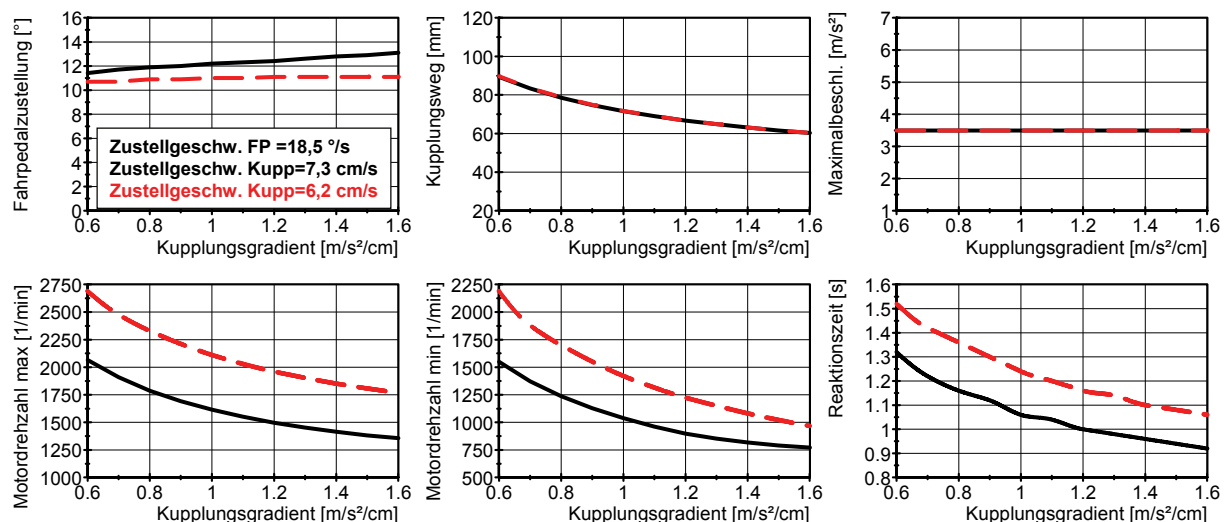 Fahrpedalzustellung [°]
16
14
12
10
8
6
4
2
0
Zustellgeschw. FP =18,5 °/s
Zustellgeschw. Kupp=7,3 cm/s
Zustellgeschw. Kupp=6,2 cm/s
0.6 0.8 1 1.2 1.4 1.6
Kupplungsgradient [m/s²/cm]
Kupplungsweg [mm]
120
100
80
60
40
20
0.6 0.8 1 1.2 1.4 1.6
Kupplungsgradient [m/s²/cm]
Maximalbeschl. [m/s²]
7
6
5
4
3
2
1
0.6 0.8 1 1.2 1.4 1.6
Kupplungsgradient [m/s²/cm]
Motordrehzahl max [1/min]
2750
2500
2250
2000
1750
1500
1250
1000
0.6 0.8 1 1.2 1.4 1.6
Kupplungsgradient [m/s²/cm]
Motordrehzahl min [1/min]
2250
2000
1750
1500
1250
1000
750
500
0.6 0.8 1 1.2 1.4 1.6
Kupplungsgradient [m/s²/cm]
Reaktionszeit [s]
1.6
1.5
1.4
1.3
1.2
1.1
1
0.9
0.8
0.6 0.8 1 1.2 1.4 1.6
Kupplungsgradient [m/s²/cm]